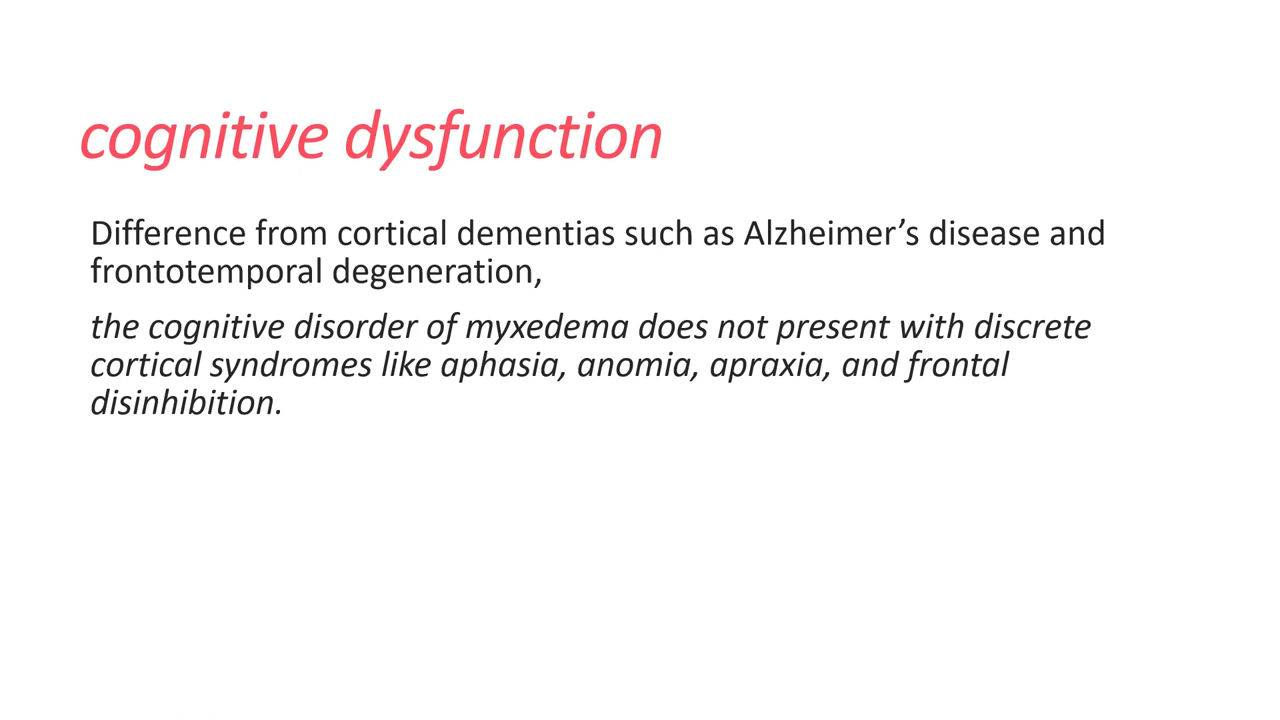 cognitive dysfunction
Difference from cortical dementias such as Alzheimer’s disease and
frontotemporal degeneration,
the cognitive disorder of myxedema does not present with discrete
cortical syndromes like aphasia, anomia, apraxia, and frontal
disinhibition.